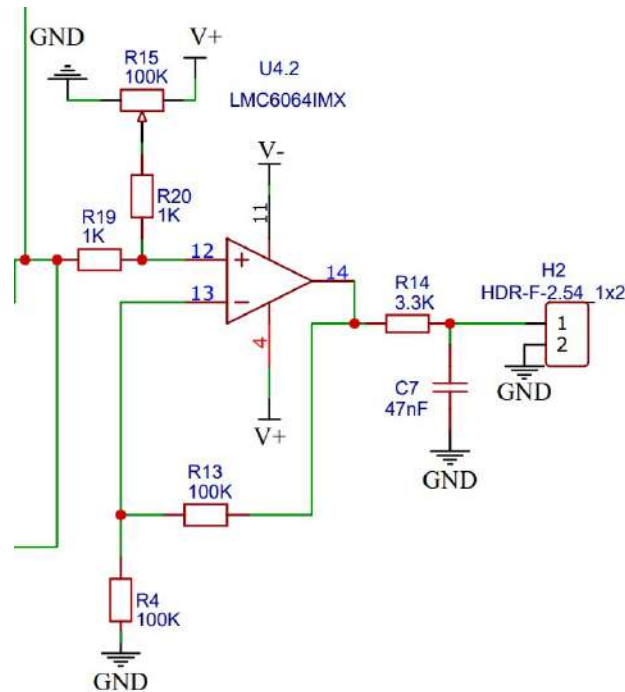 GND
V+
R15
100K
U4.2
LMC6064IMX
V-
11
R20
1K
R19
1K
12
+
13
−
14
4
V+
R14
3.3K
H2
HDR-F-2.54_1x2
1
2
GND
C7
47nF
GND
R13
100K
R4
100K
GND